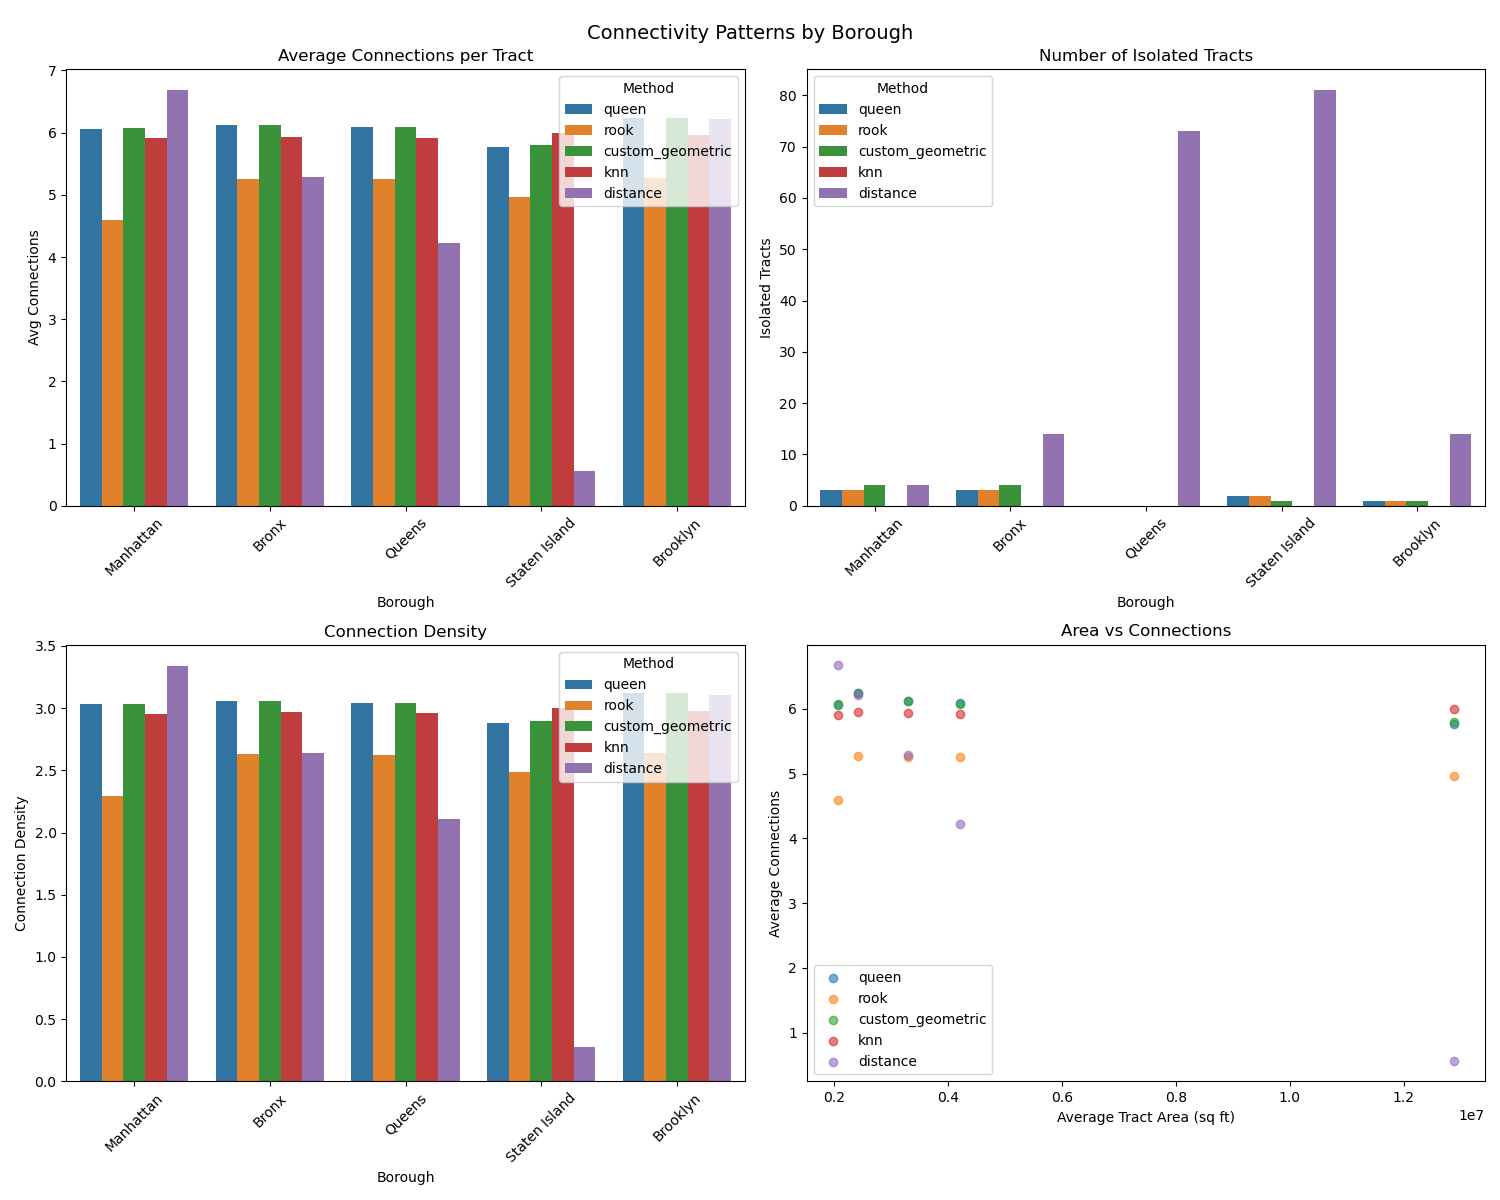 Connectivity Patterns by Borough
Average Connections per Tract
Avg Connections
7
6
5
4
3
2
1
0
Method
queen
rook
custom_geometric
knn
distance
Manhattan
Bronx
Queens
Staten Island
Brooklyn
Borough
Number of Isolated Tracts
Isolated Tracts
80
70
60
50
40
30
20
10
0
Method
queen
rook
custom_geometric
knn
distance
Manhattan
Bronx
Queens
Staten Island
Brooklyn
Borough
Connection Density
Connection Density
3.5
3.0
2.5
2.0
1.5
1.0
0.5
0.0
Method
queen
rook
custom_geometric
knn
distance
Manhattan
Bronx
Queens
Staten Island
Brooklyn
Borough
Area vs Connections
Average Connections
6
5
4
3
2
1
queen
rook
custom_geometric
knn
distance
0.2
0.4
0.6
0.8
1.0
1.2
1e7
Average Tract Area (sq ft)